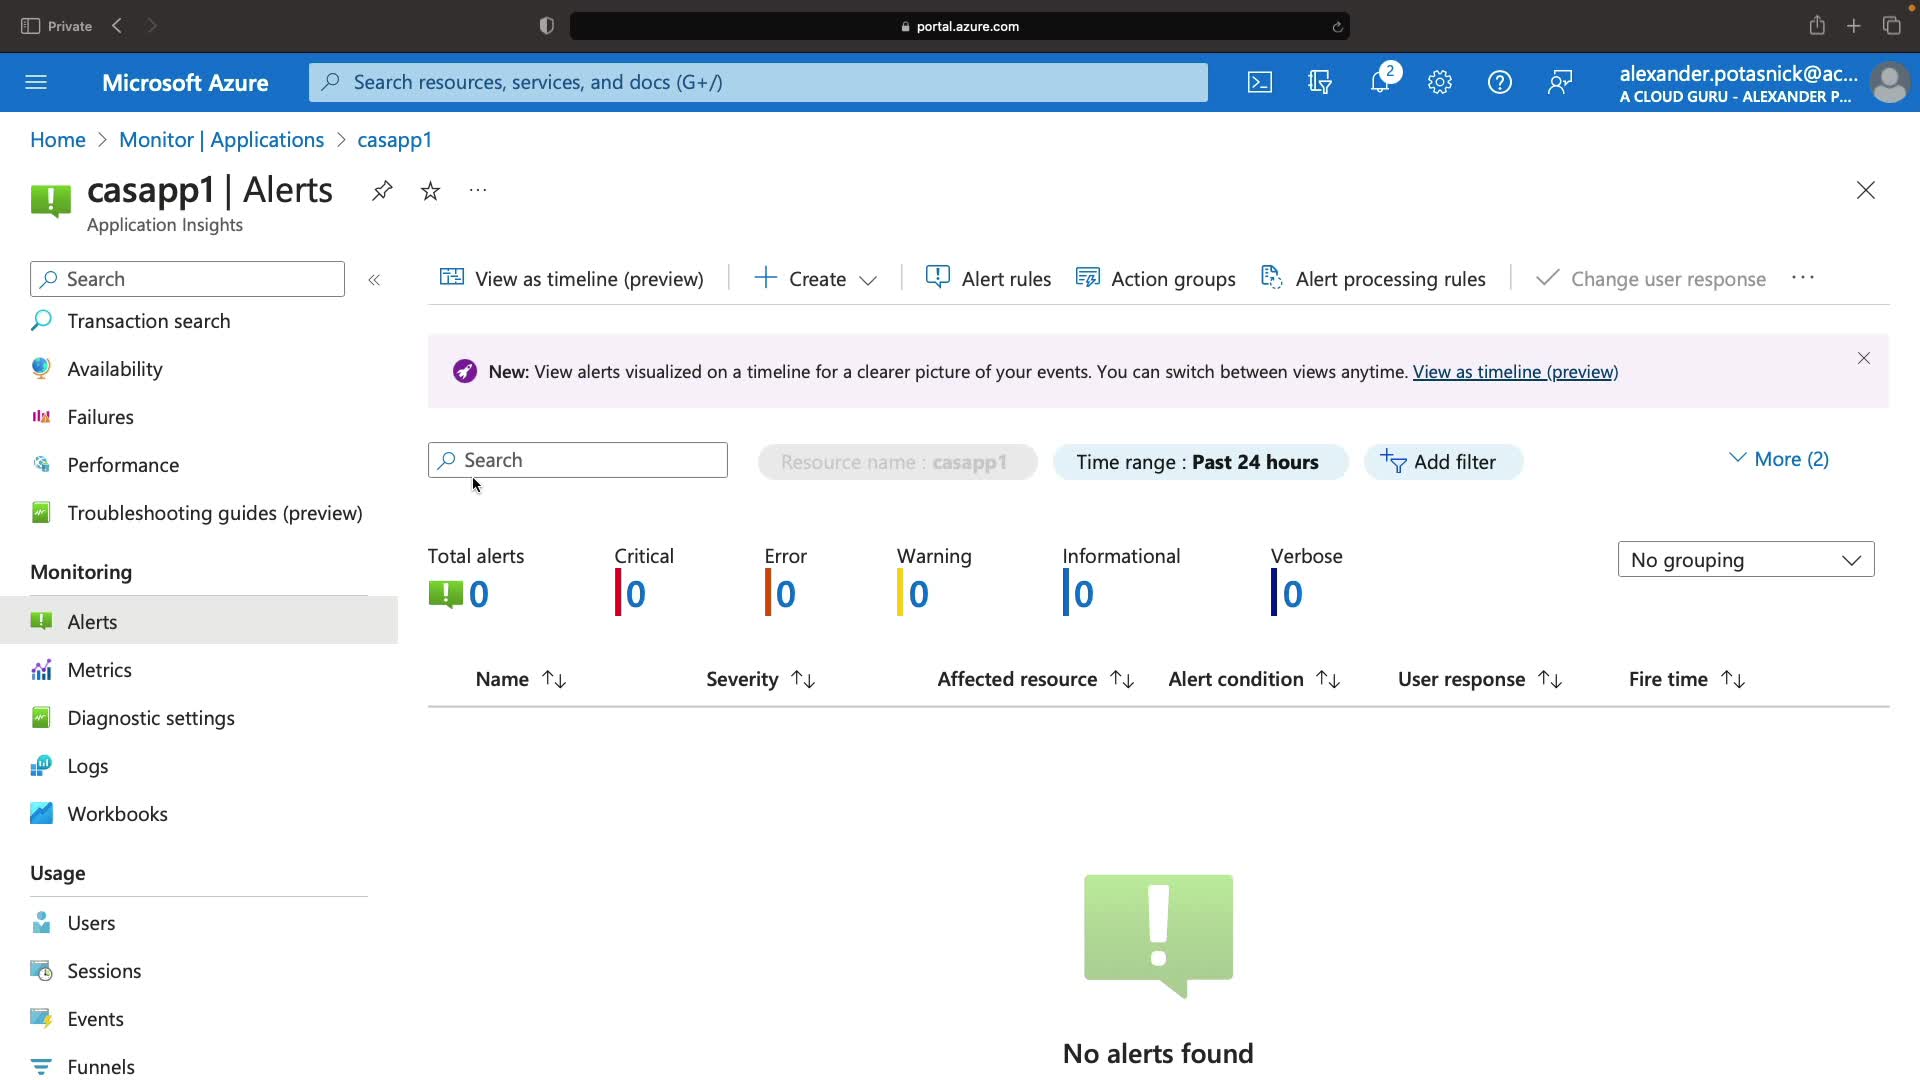 Private
portal.azure.com
Microsoft Azure
Search resources, services, and docs (G+/)
2
alexander.potasnick@ac...
A CLOUD GURU - ALEXANDER P...
Home > Monitor | Applications > casapp1
casapp1 | Alerts
Application Insights
Search
Transaction search
Availability
Failures
Performance
Troubleshooting guides (preview)
Monitoring
Alerts
Metrics
Diagnostic settings
Logs
Workbooks
Usage
Users
Sessions
Events
Funnels
View as timeline (preview)
Create
Alert rules
Action groups
Alert processing rules
Change user response
New: View alerts visualized on a timeline for a clearer picture of your events. You can switch between views anytime. View as timeline (preview)
Search
Resource name : casapp1
Time range : Past 24 hours
Add filter
More (2)
Total alerts
0
Critical
0
Error
0
Warning
0
Informational
0
Verbose
0
No grouping
Name
Severity
Affected resource
Alert condition
User response
Fire time
No alerts found